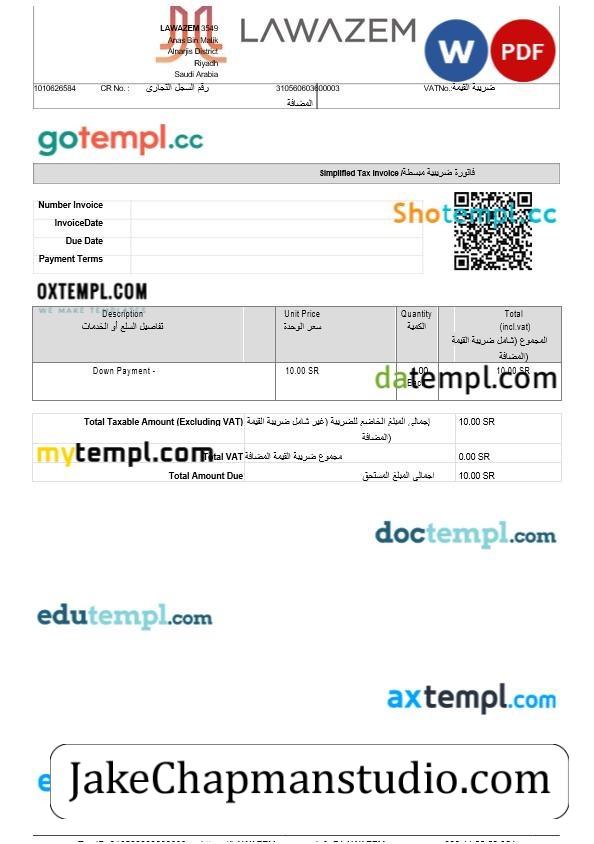 LAWAZEM 3549
LAWAZEM
Anas Bin Malik
Alnarjis District
Riyadh
Saudi Arabia
W
PDF
1010626584 CR No. : رقم السجل التجارى 310560603600003 VATNo.: ضريبة القيمة
المضافة
gotempl.cc
Simplified Tax Invoice/فاتورة ضريبية مبسطة
Number Invoice
InvoiceDate
Due Date
Payment Terms
Shotempl.cc
OXTEMPL.COM
WE MAKE TEMPLATES
Description Unit Price Quantity Total
تفاصيل السلع أو الخدمات سعر الوحدة الكمية (incl.vat)
المجموع (شامل ضريبة القيمة
المضافة)
Down Payment - 10.00 SR 1.00 10.00 SR
Each
datempl.com
Total Taxable Amount (Excluding VAT) إجمالى المبلغ الخاضع للضريبة (غير شامل ضريبة القيمة 10.00 SR
المضافة)
mytempl.com
Total VAT مجموع ضريبة القيمة المضافة 0.00 SR
Total Amount Due اجمالى المبلغ المستحق 10.00 SR
doctempl.com
edutempl.com
axtempl.com
e
JakeChapmanstudio.com